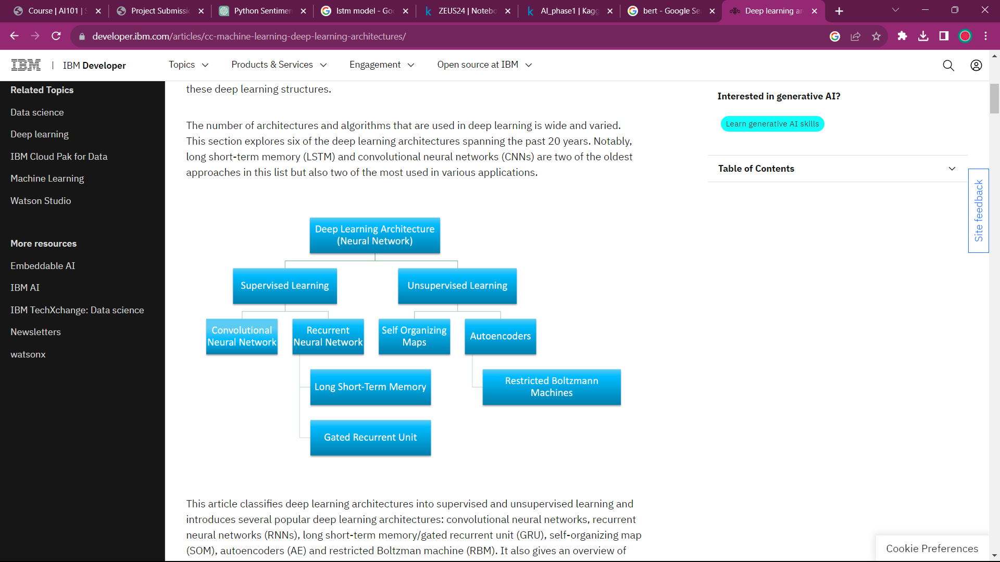 Course | AI101 | S
Project Submissio
Python Sentimen
lstm model - Goo
ZEUS24 | Notebo
AI_phase1 | Kagg
bert - Google Se
Deep learning ar
developer.ibm.com/articles/cc-machine-learning-deep-learning-architectures/
IBM | IBM Developer
Topics
Products & Services
Engagement
Open source at IBM
Related Topics
Data science
Deep learning
IBM Cloud Pak for Data
Machine Learning
Watson Studio
More resources
Embeddable AI
IBM AI
IBM TechXchange: Data science
Newsletters
watsonx
these deep learning structures.
The number of architectures and algorithms that are used in deep learning is wide and varied.
This section explores six of the deep learning architectures spanning the past 20 years. Notably,
long short-term memory (LSTM) and convolutional neural networks (CNNs) are two of the oldest
approaches in this list but also two of the most used in various applications.
Deep Learning Architecture
(Neural Network)
Supervised Learning
Unsupervised Learning
Convolutional
Neural Network
Recurrent
Neural Network
Self Organizing
Maps
Autoencoders
Long Short-Term Memory
Restricted Boltzmann
Machines
Gated Recurrent Unit
This article classifies deep learning architectures into supervised and unsupervised learning and
introduces several popular deep learning architectures: convolutional neural networks, recurrent
neural networks (RNNs), long short-term memory/gated recurrent unit (GRU), self-organizing map
(SOM), autoencoders (AE) and restricted Boltzman machine (RBM). It also gives an overview of
Interested in generative AI?
Learn generative AI skills
Table of Contents
Site feedback
Cookie Preferences